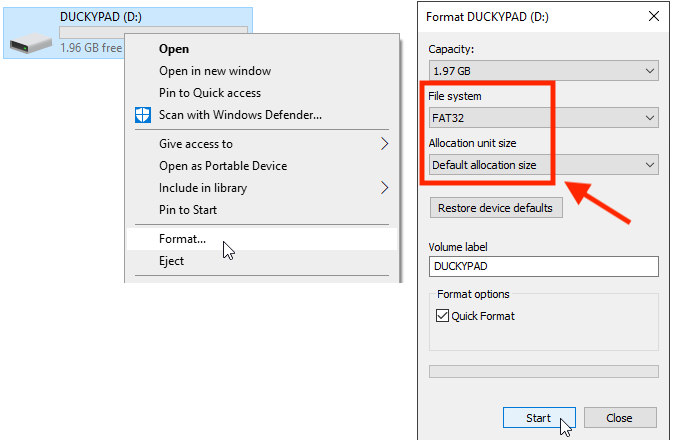 DUCKYPAD (D:)
1.96 GB free
Open
Open in new window
Pin to Quick access
Scan with Windows Defender...
Give access to
Open as Portable Device
Include in library
Pin to Start
Format...
Eject
Format DUCKYPAD (D:)
Capacity:
1.97 GB
File system
FAT32
Allocation unit size
Default allocation size
Restore device defaults
Volume label
DUCKYPAD
Format options
Quick Format
Start
Close